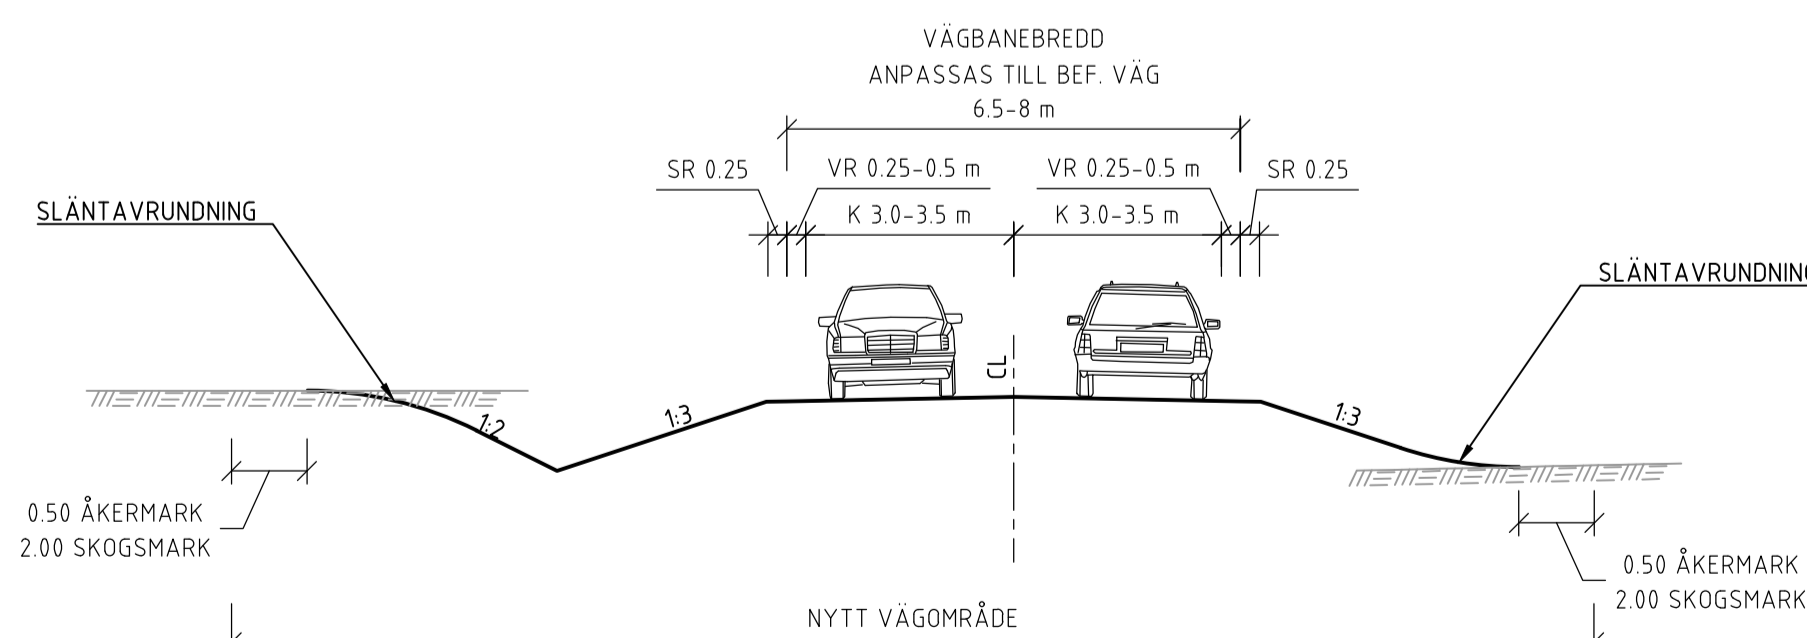 VÄGBANEBREDD
ANPASSAS TILL BEF. VÄG
6.5-8 m
SR 0.25
VR 0.25-0.5 m
VR 0.25-0.5 m
SR 0.25
K 3.0-3.5 m
K 3.0-3.5 m
SLÄNTAVRUNDNING
SLÄNTAVRUNDNING
CL
1:2
1:3
1:3
0.50 ÅKERMARK
2.00 SKOGSMARK
0.50 ÅKERMARK
2.00 SKOGSMARK
NYTT VÄGOMRÅDE